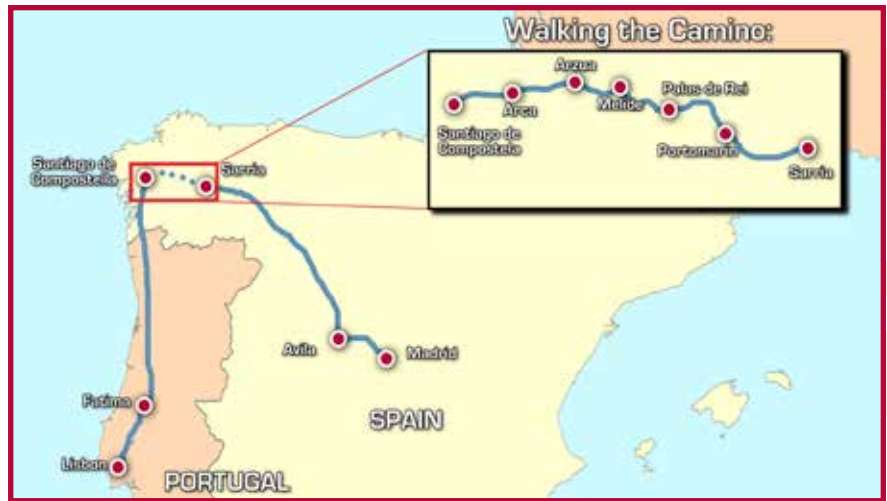 Walking the Camino:
Arzua
Palas de Rei
Arca
Melide
Santiago de
Compostela
Portomarin
Sarria
Santiago de
Compostella
Sarria
Avila
Madrid
Fatima
SPAIN
Lisbon
PORTUGAL